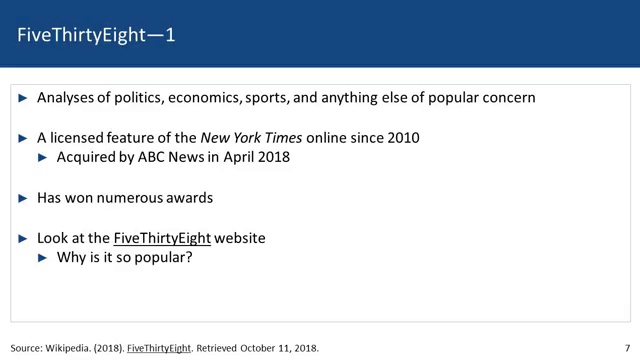 FiveThirtyEight—1
► Analyses of politics, economics, sports, and anything else of popular concern
► A licensed feature of the New York Times online since 2010
► Acquired by ABC News in April 2018
► Has won numerous awards
► Look at the FiveThirtyEight website
► Why is it so popular?
Source: Wikipedia. (2018). FiveThirtyEight. Retrieved October 11, 2018.
7